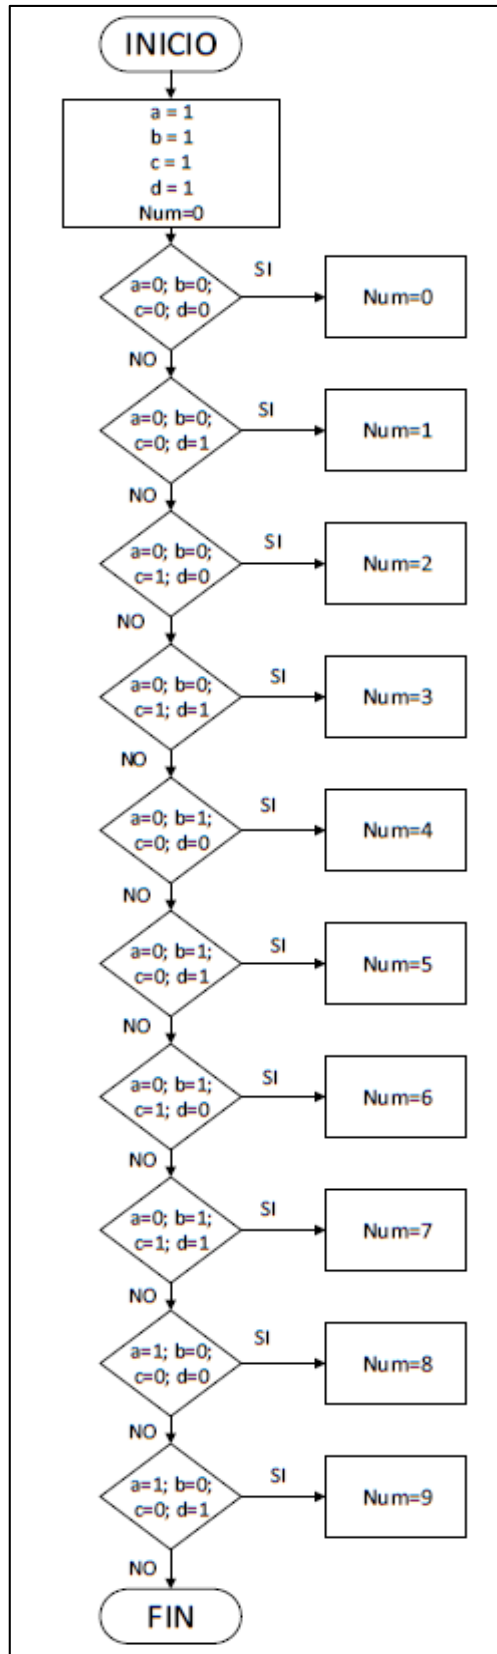 INICIO
a = 1
b = 1
c = 1
d = 1
Num=0
a=0; b=0;
c=0; d=0
SI
Num=0
NO
a=0; b=0;
c=0; d=1
SI
Num=1
NO
a=0; b=0;
c=1; d=0
SI
Num=2
NO
a=0; b=0;
c=1; d=1
SI
Num=3
NO
a=0; b=1;
c=0; d=0
SI
Num=4
NO
a=0; b=1;
c=0; d=1
SI
Num=5
NO
a=0; b=1;
c=1; d=0
SI
Num=6
NO
a=0; b=1;
c=1; d=1
SI
Num=7
NO
a=1; b=0;
c=0; d=0
SI
Num=8
NO
a=1; b=0;
c=0; d=1
SI
Num=9
NO
FIN